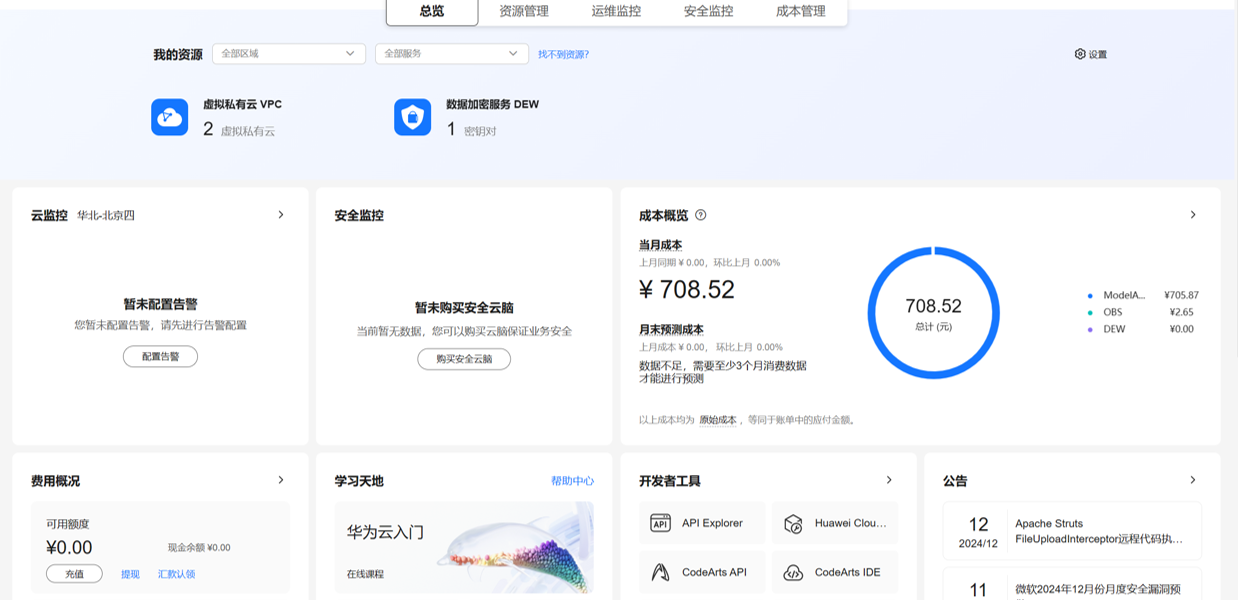 总览 资源管理 运维监控 安全监控 成本管理
我的资源 全部区域 全部服务 找不到资源? 设置
虚拟私有云 VPC
2 虚拟私有云
数据加密服务 DEW
1 密钥对
云监控 华北-北京四
暂未配置告警
您暂未配置告警，请先进行告警配置
配置告警
安全监控
暂未购买安全云脑
当前暂无数据，您可以购买云脑保证业务安全
购买安全云脑
成本概览
当月成本
上月同期 ¥ 0.00，环比上月 0.00%
¥ 708.52
月末预测成本
上月成本 ¥ 0.00， 环比上月 0.00%
数据不足，需要至少3个月消费数据
才能进行预测
以上成本均为 原始成本 ，等同于账单中的应付金额。
708.52
总计 (元)
ModelA... ¥705.87
OBS ¥2.65
DEW ¥0.00
费用概况
可用额度
¥0.00 现金余额 ¥0.00
充值 提现 汇款认领
学习天地 帮助中心
华为云入门
在线课程
开发者工具
API API Explorer
Huawei Clou...
CodeArts API
CodeArts IDE
公告
12
2024/12
Apache Struts
FileUploadInterceptor远程代码执...
11
微软2024年12月份月度安全漏洞预